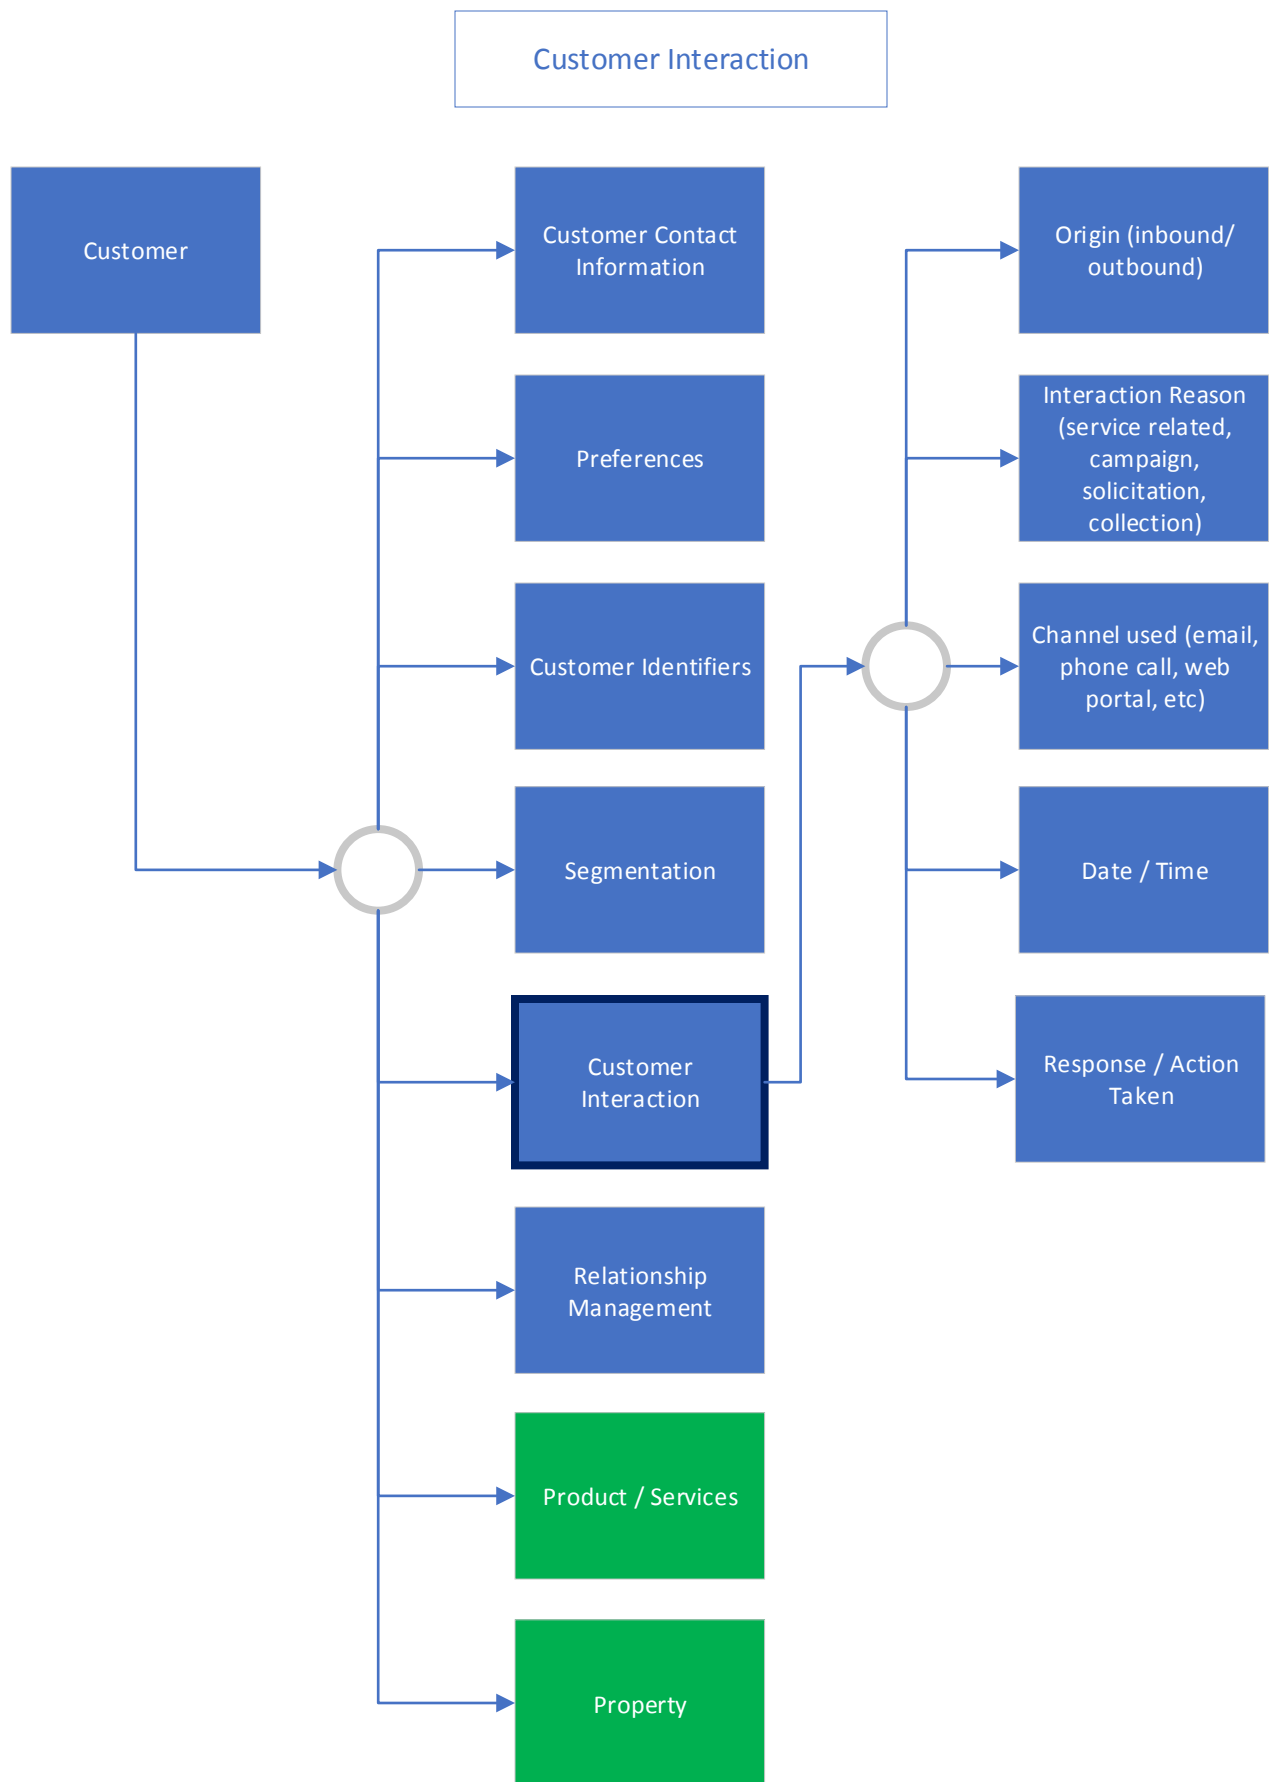 Customer Interaction
Customer
Customer Contact
Information
Preferences
Customer Identifiers
Segmentation
Customer
Interaction
Relationship
Management
Product / Services
Property
Origin (inbound/
outbound)
Interaction Reason
(service related,
campaign,
solicitation,
collection)
Channel used (email,
phone call, web
portal, etc)
Date / Time
Response / Action
Taken